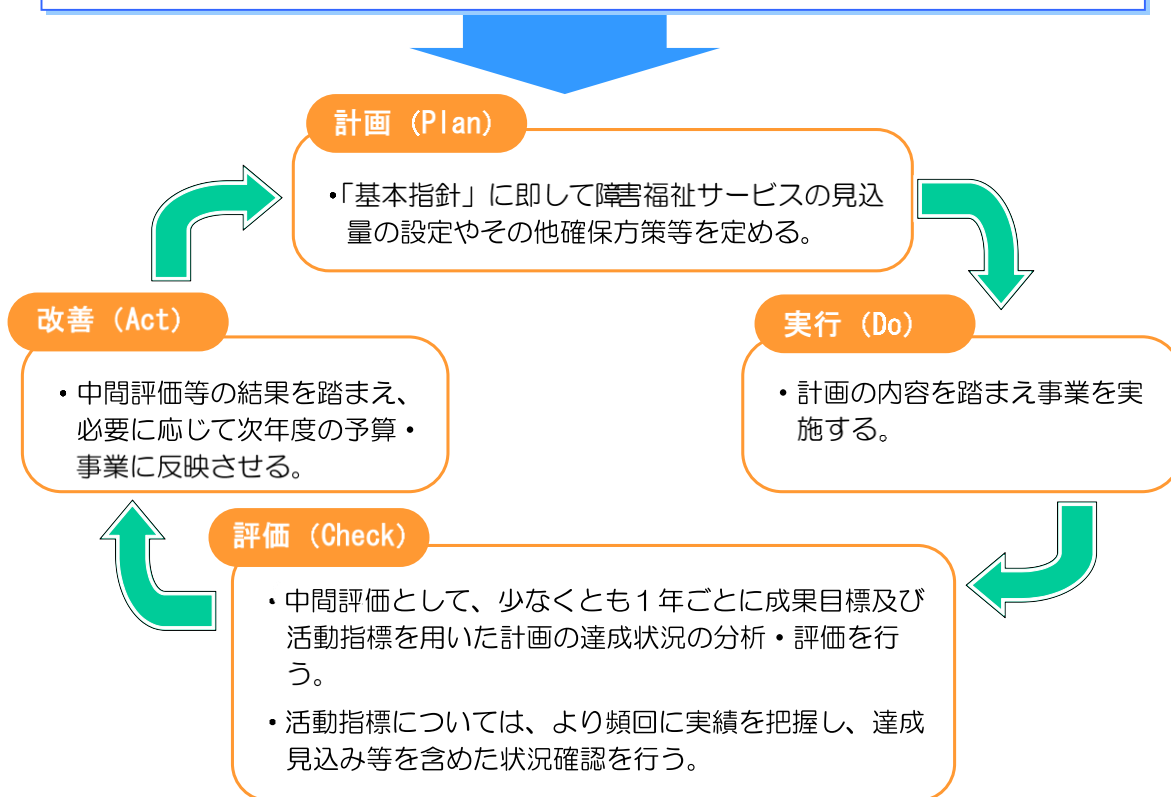 計画（Plan）
・「基本指針」に即して障害福祉サービスの見込
量の設定やその他確保方策等を定める。
実行（Do）
・計画の内容を踏まえ事業を実
施する。
評価（Check）
・中間評価として、少なくとも１年ごとに成果目標及び
活動指標を用いた計画の達成状況の分析・評価を行
う。
・活動指標については、より頻回に実績を把握し、達成
見込み等を含めた状況確認を行う。
改善（Act）
・中間評価等の結果を踏まえ、
必要に応じて次年度の予算・
事業に反映させる。